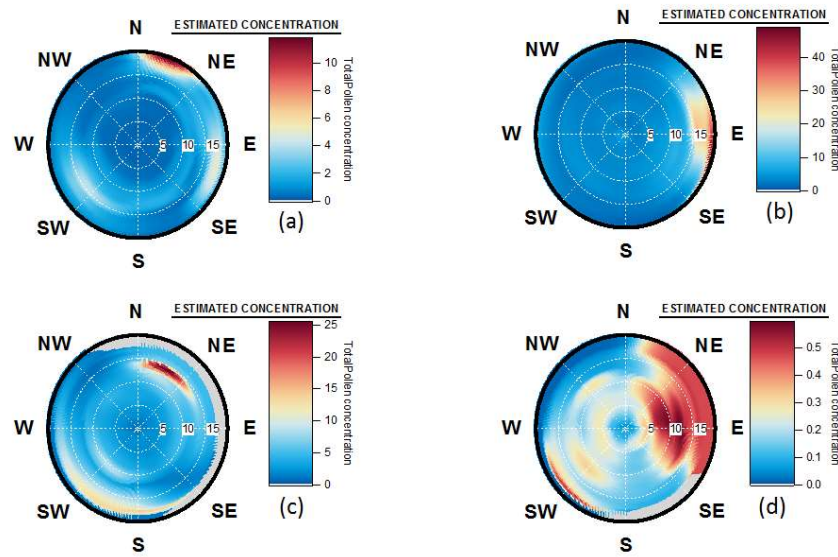 ESTIMATED CONCENTRATION
N
NE
E
SE
S
SW
W
NW
5
10
15
10
8
6
4
2
0
TotalPollen concentration
(a)
ESTIMATED CONCENTRATION
N
NE
E
SE
S
SW
W
NW
5
10
15
40
30
20
10
0
TotalPollen concentration
(b)
ESTIMATED CONCENTRATION
N
NE
E
SE
S
SW
W
NW
5
10
15
25
20
15
10
5
0
TotalPollen concentration
(c)
ESTIMATED CONCENTRATION
N
NE
E
SE
S
SW
W
NW
5
10
15
0.5
0.4
0.3
0.2
0.1
0.0
TotalPollen concentration
(d)